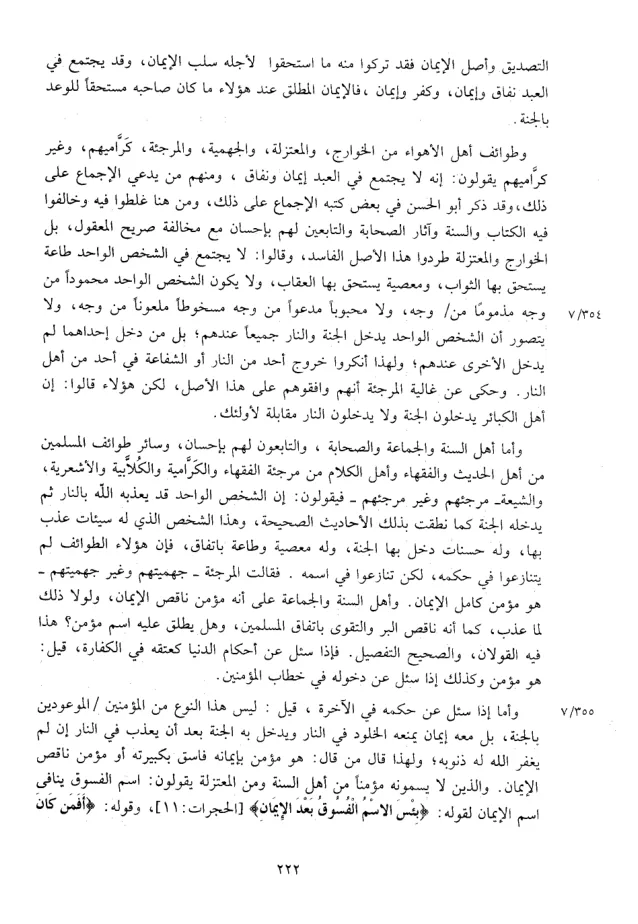 التصديق وأصل الإيمان فقد تركوا منه ما استحقوا لأجله سلب الإيمان، وقد يجتمع في
العبد نفاق وإيمان، وكفر وإيمان ،فالإيمان المطلق عند هؤلاء ما كان صاحبه مستحقاً للوعد
بالجنة.
وطوائف أهل الأهواء من الخوارج، والمعتزلة، والجهمية، والمرجئة، كَرَّاميهم، وغير
كرَّاميهم يقولون: إنه لا يجتمع في العبد إيمان ونفاق ، ومنهم من يدعي الإجماع على
ذلك،وقد ذكر أبو الحسن في بعض كتبه الإجماع على ذلك، ومن هنا غلطوا فيه وخالفوا
فيه الكتاب والسنة وآثار الصحابة والتابعين لهم بإحسان مع مخالفة صريح المعقول، بل
الخوارج والمعتزلة طردوا هذا الأصل الفاسد، وقالوا: لا يجتمع في الشخص الواحد طاعة
يستحق بها الثواب، ومعصية يستحق بها العقاب، ولا يكون الشخص الواحد محموداً من
٧/٣٥٤ وجه مذمومًا من/ وجه، ولا محبوباً مدعواً من وجه مسخوطاً ملعوناً من وجه، ولا
يتصور أن الشخص الواحد يدخل الجنة والنار جميعاً عندهم؛ بل من دخل إحداهما لم
يدخل الأخرى عندهم؛ ولهذا أنكروا خروج أحد من النار أو الشفاعة في أحد من أهل
النار. وحكى عن غالية المرجئة أنهم وافقوهم على هذا الأصل، لكن هؤلاء قالوا: إن
أهل الكبائر يدخلون الجنة ولا يدخلون النار مقابلة لأولئك.
وأما أهل السنة والجماعة والصحابة ، والتابعون لهم بإحسان، وسائر طوائف المسلمين
من أهل الحديث والفقهاء وأهل الكلام من مرجئة الفقهاء والكَرَّامية والكُلاَّبية والأشعرية،
والشيعةـ مرجئهم وغير مرجئهم ـ فيقولون: إن الشخص الواحد قد يعذبه الله بالنار ثم
يدخله الجنة كما نطقت بذلك الأحاديث الصحيحة، وهذا الشخص الذي له سيئات عذب
بها، وله حسنات دخل بها الجنة، وله معصية وطاعة باتفاق، فإن هؤلاء الطوائف لم
يتنازعوا في حكمه، لكن تنازعوا في اسمه . فقالت المرجئة ـ جهميتهم وغير جهميتهم ـ
هو مؤمن كامل الإيمان. وأهل السنة والجماعة على أنه مؤمن ناقص الإيمان، ولولا ذلك
لما عذب، كما أنه ناقص البر والتقوى باتفاق المسلمين، وهل يطلق عليه اسم مؤمن؟ هذا
فيه القولان، والصحيح التفصيل. فإذا سئل عن أحكام الدنيا كعتقه في الكفارة، قيل:
هو مؤمن وكذلك إذا سئل عن دخوله في خطاب المؤمنين.
٧/٣٥٥ وأما إذا سئل عن حكمه في الآخرة ، قيل : ليس هذا النوع من المؤمنين /الموعودين
بالجنة، بل معه إيمان يمنعه الخلود في النار ويدخل به الجنة بعد أن يعذب في النار إن لم
يغفر الله له ذنوبه؛ ولهذا قال من قال: هو مؤمن بإيمانه فاسق بكبيرته أو مؤمن ناقص
الإيمان. والذين لا يسمونه مؤمناً من أهل السنة ومن المعتزلة يقولون: اسم الفسوق ينافى
اسم الإيمان لقوله: ﴿بِئْسَ الاسْمُ الْفُسُوقُ بَعْدَ الإِيمَانِ﴾ [الحجرات:١١]، وقوله: ﴿أَفَمَن كَانَ
٢٢٢